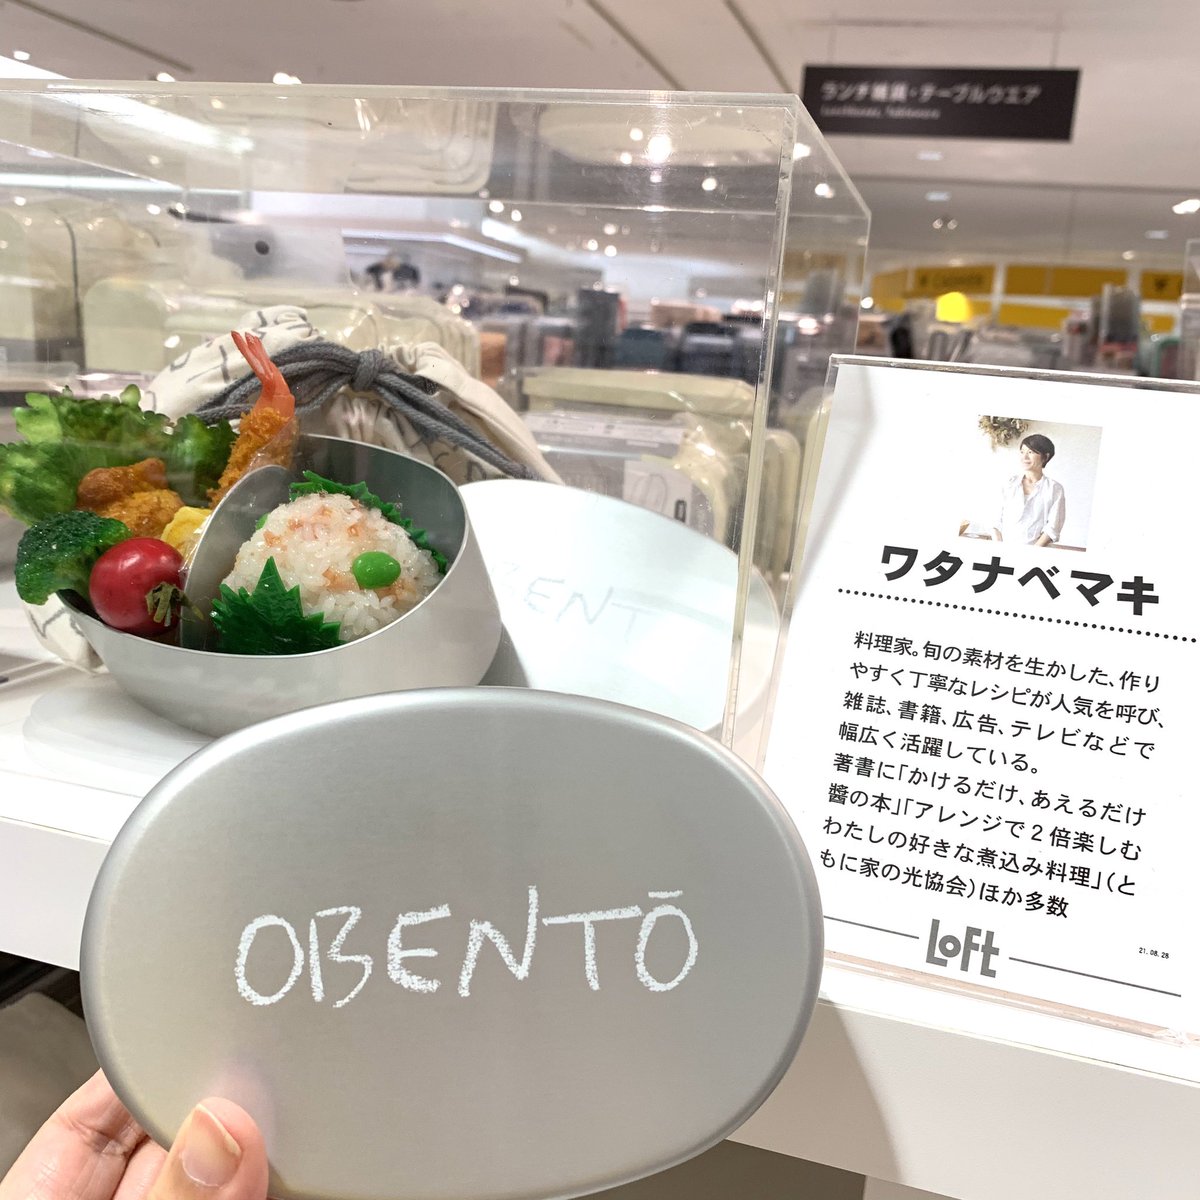 ランチ雑貨・テーブルウエア
ワタナベマキ
料理家。旬の素材を生かした、作り
やすく丁寧なレシピが人気を呼び、
雑誌、書籍、広告、テレビなどで
幅広く活躍している。
著書に「かけるだけ、あえるだけ
醬の本」「アレンジで2倍楽しむ
わたしの好きな煮込み料理」(と
もに家の光協会)ほか多数
LoFt
21.08.28
BENT
OBENTŌ